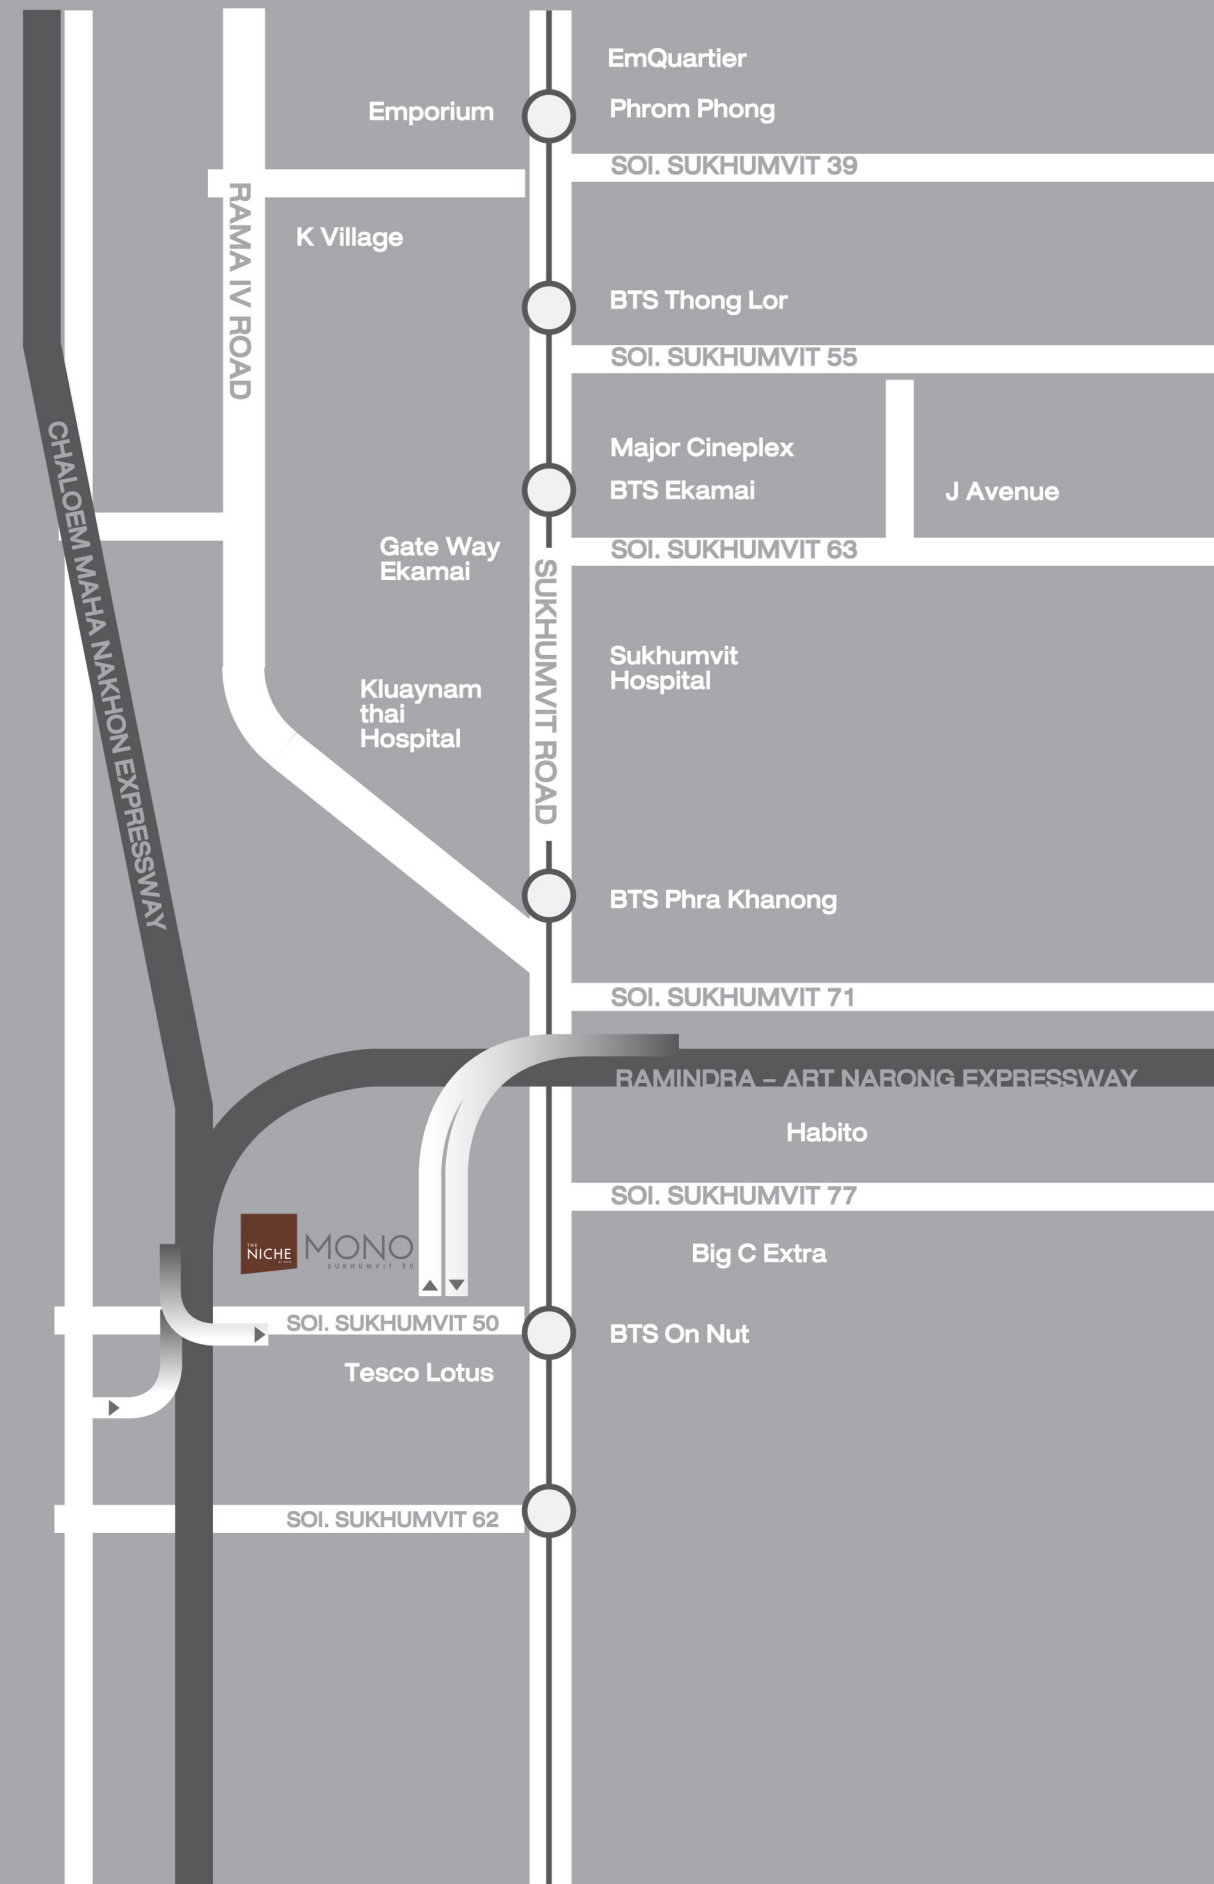 EmQuartier
Emporium
Phrom Phong
SOI. SUKHUMVIT 39
RAMA IV ROAD
K Village
BTS Thong Lor
SOI. SUKHUMVIT 55
CHALOEM MAHA NAKHON EXPRESSWAY
Major Cineplex
BTS Ekamai
J Avenue
Gate Way
Ekamai
SOI. SUKHUMVIT 63
SUKHUMVIT ROAD
Sukhumvit
Hospital
Kluaynam
thai
Hospital
BTS Phra Khanong
SOI. SUKHUMVIT 71
RAMINDRA – ART NARONG EXPRESSWAY
Habito
SOI. SUKHUMVIT 77
THE
NICHE
MONO
SUKHUMVIT 50
Big C Extra
SOI. SUKHUMVIT 50
BTS On Nut
Tesco Lotus
SOI. SUKHUMVIT 62